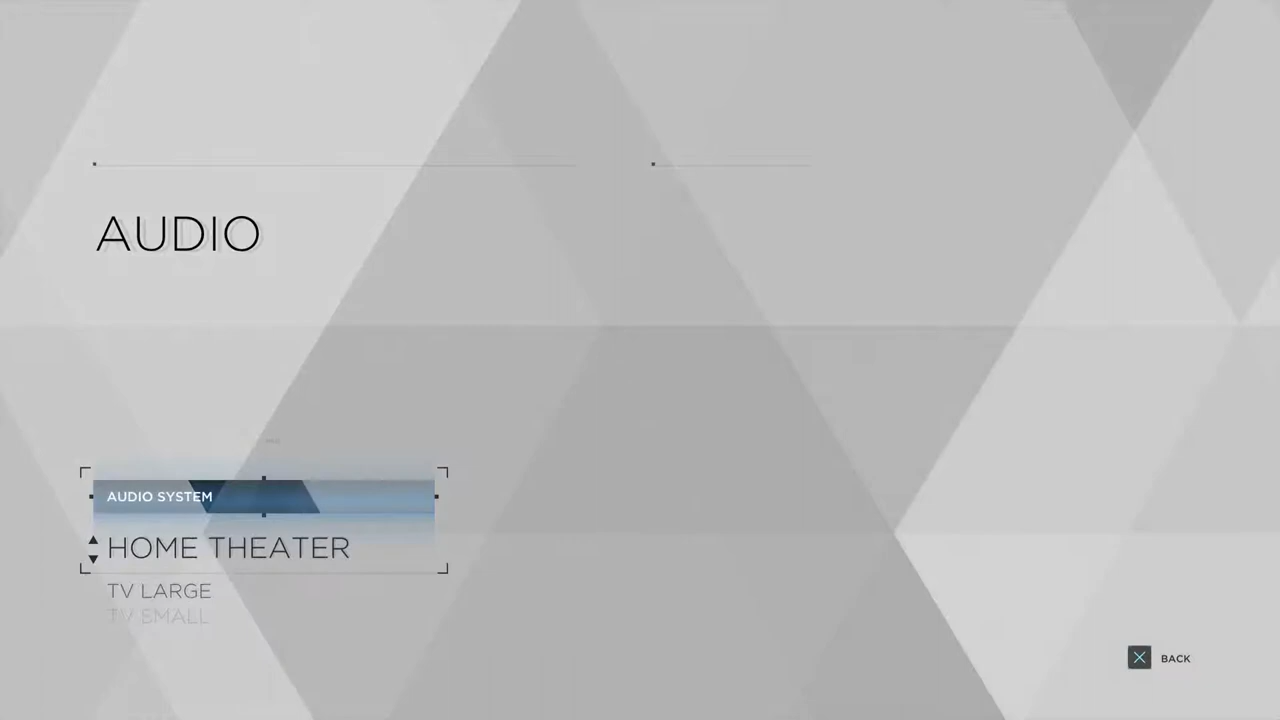 AUDIO
AUDIO SYSTEM
HOME THEATER
TV LARGE
TV SMALL
BACK